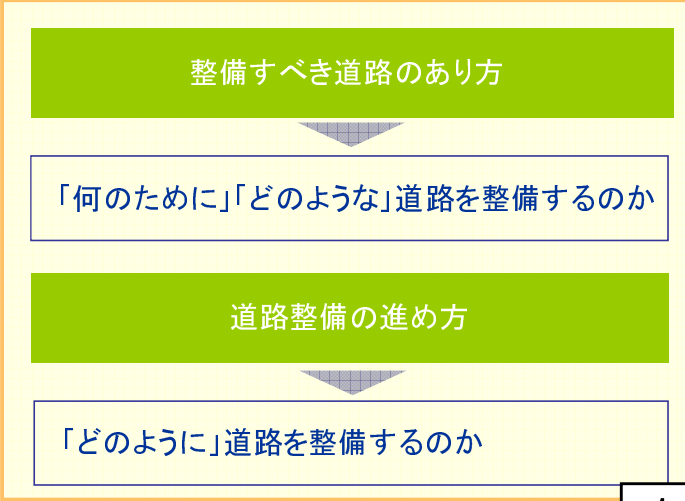 整備すべき道路のあり方
「何のために」「どのような」道路を整備するのか
道路整備の進め方
「どのように」道路を整備するのか